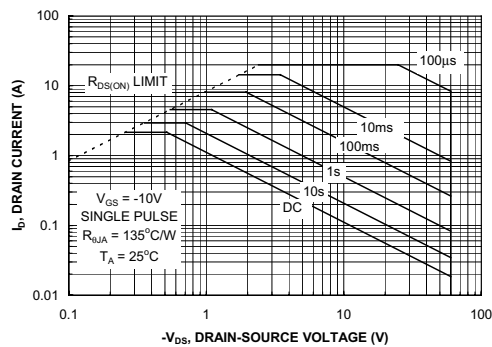 I_D, DRAIN CURRENT (A)
100
10
1
0.1
0.01
R_DS(ON) LIMIT
100µs
10ms
100ms
1s
10s
DC
V_GS = -10V
SINGLE PULSE
R_θJA = 135°C/W
T_A = 25°C
0.1
1
10
100
-V_DS, DRAIN-SOURCE VOLTAGE (V)